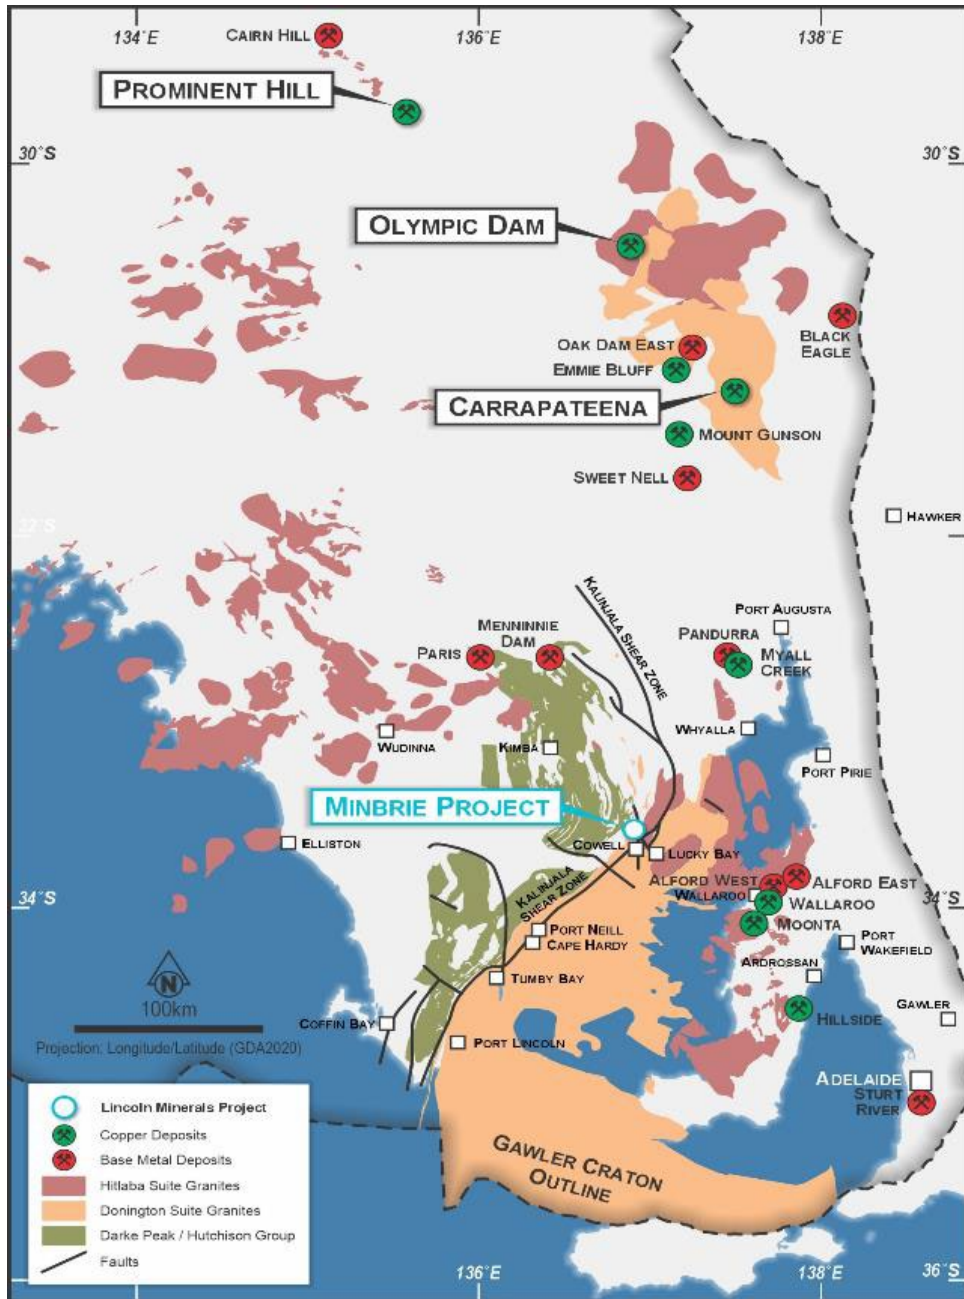 134°E
136°E
138°E
CAIRN HILL
PROMINENT HILL
30°S
30°S
OLYMPIC DAM
BLACK
EAGLE
OAK DAM EAST
EMMIE BLUFF
CARRAPATEENA
MOUNT GUNSON
SWEET NELL
32°S
HAWKER
KALINJALA SHEAR ZONE
PORT AUGUSTA
MENNINNIE
DAM
PARIS
PANDURRA
MYALL
CREEK
WUDINNA
KIMBA
WHYALLA
PORT PIRIE
MINBRIE PROJECT
ELLISTON
COWELL
LUCKY BAY
ALFORD WEST
ALFORD EAST
WALLAROO
WALLAROO
34°S
34°S
KALINJALA
SHEAR ZONE
MOONTA
PORT NEILL
CAPE HARDY
PORT
WAKEFIELD
ARDROSSAN
TUMBY BAY
N
100km
COFFIN BAY
HILLSIDE
GAWLER
Projection: Longitude/Latitude (GDA2020)
PORT LINCOLN
ADELAIDE
STURT
RIVER
Lincoln Minerals Project
Copper Deposits
Base Metal Deposits
Hitlaba Suite Granites
Donington Suite Granites
Darke Peak / Hutchison Group
Faults
GAWLER CRATON
OUTLINE
136°E
138°E
36°S